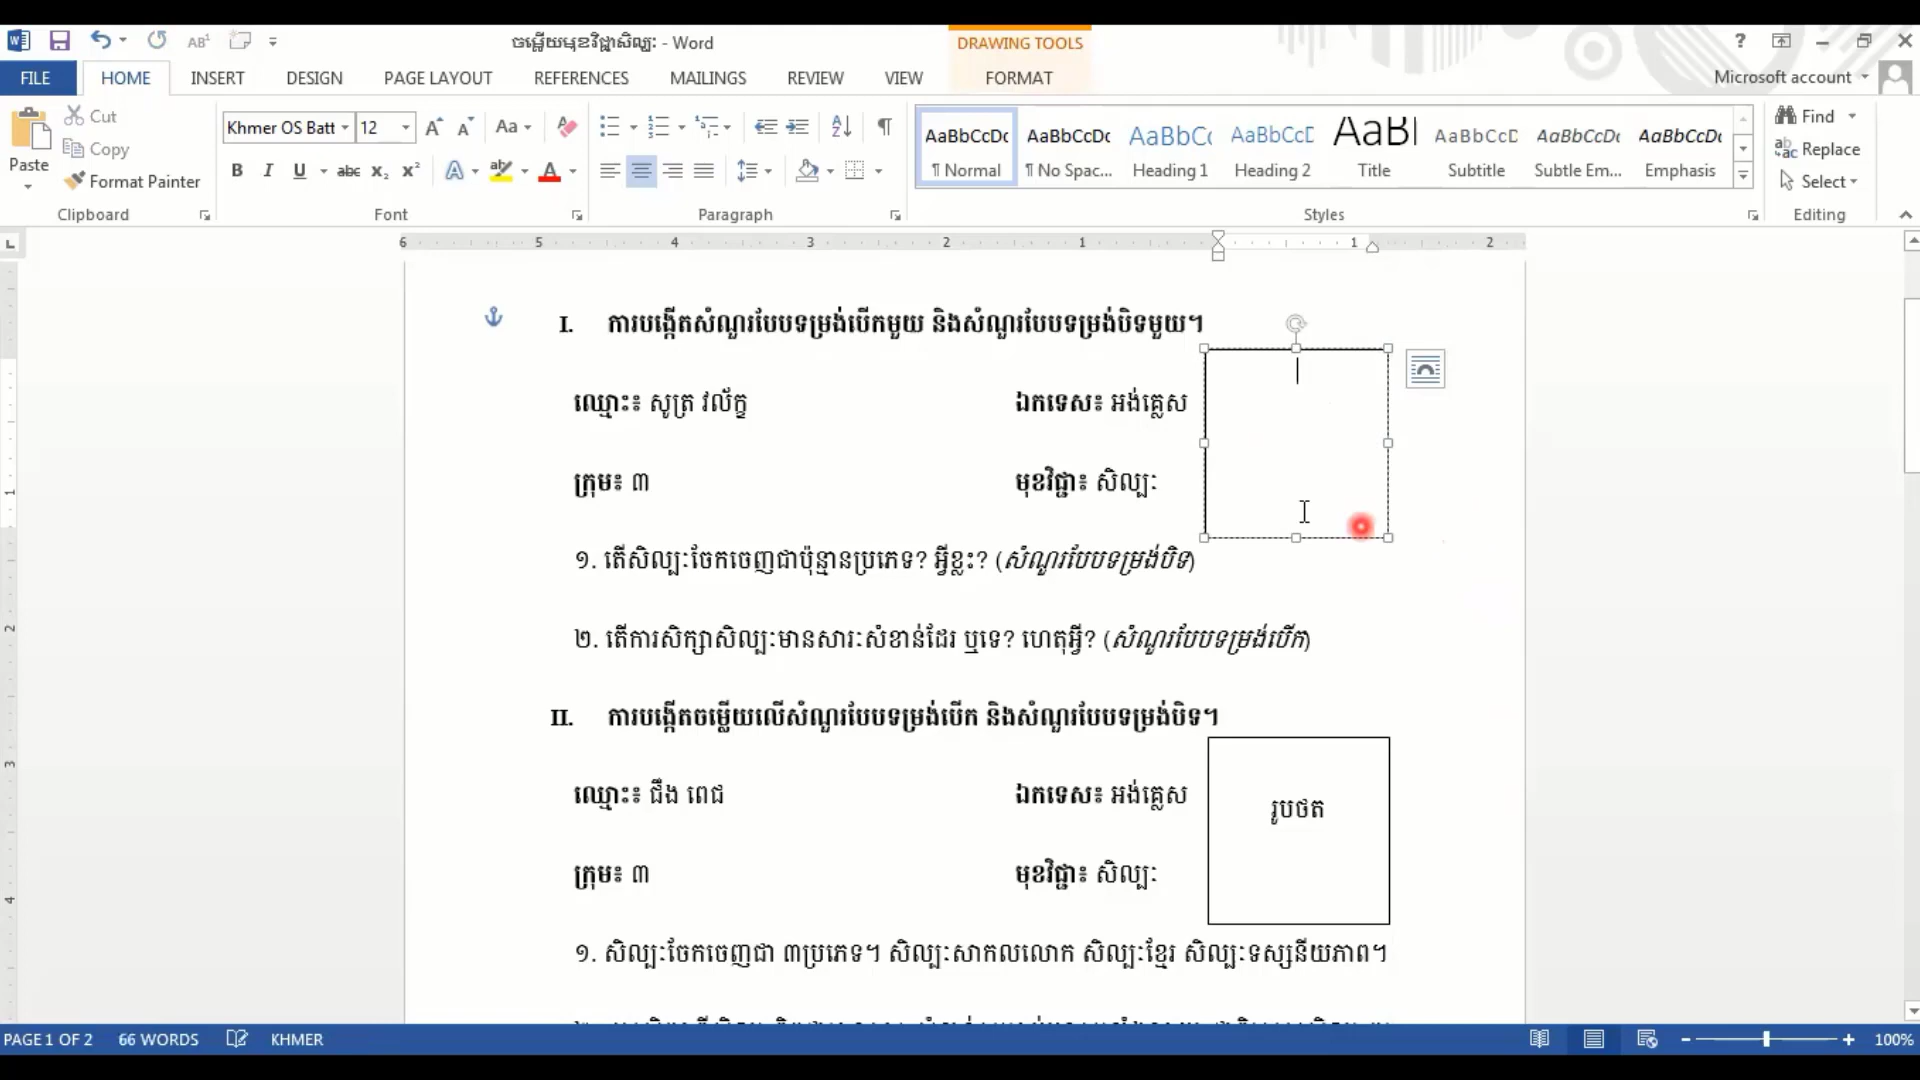 ចម្លើយមុខវិជ្ជាសិល្បៈ - Word
DRAWING TOOLS
FILE HOME INSERT DESIGN PAGE LAYOUT REFERENCES MAILINGS REVIEW VIEW FORMAT Microsoft account
Paste Cut Copy Format Painter
Khmer OS Batt 12
AaBbCcDc AaBbCcDc AaBbC AaBbCcD AaBl AaBbCcD AaBbCcDc AaBbCcDc
¶ Normal ¶ No Spac... Heading 1 Heading 2 Title Subtitle Subtle Em... Emphasis
Find Replace Select
Clipboard Font Paragraph Styles Editing
6 5 4 3 2 1 1 2
I. ការបង្កើតសំណួរបែបទម្រង់បើកមួយ និងសំណួរបែបទម្រង់បិទមួយ។
ឈ្មោះ៖ សូត្រ វល័ក្ខ ឯកទេស៖ អង់គ្លេស
ក្រុម៖ ៣ មុខវិជ្ជា៖ សិល្បៈ
១. តើសិល្បៈចែកចេញជាប៉ុន្មានប្រភេទ? អ្វីខ្លះ? (សំណួរបែបទម្រង់បិទ)
២. តើការសិក្សាសិល្បៈមានសារៈសំខាន់ដែរ ឬទេ? ហេតុអ្វី? (សំណួរបែបទម្រង់បើក)
II. ការបង្កើតចម្លើយលើសំណួរបែបទម្រង់បើក និងសំណួរបែបទម្រង់បិទ។
ឈ្មោះ៖ ជឹង ពេជ ឯកទេស៖ អង់គ្លេស
រូបថត
ក្រុម៖ ៣ មុខវិជ្ជា៖ សិល្បៈ
១. សិល្បៈចែកចេញជា ៣ប្រភេទ។ សិល្បៈសាកលលោក សិល្បៈខ្មែរ សិល្បៈទស្សនីយភាព។
PAGE 1 OF 2 66 WORDS KHMER 100%